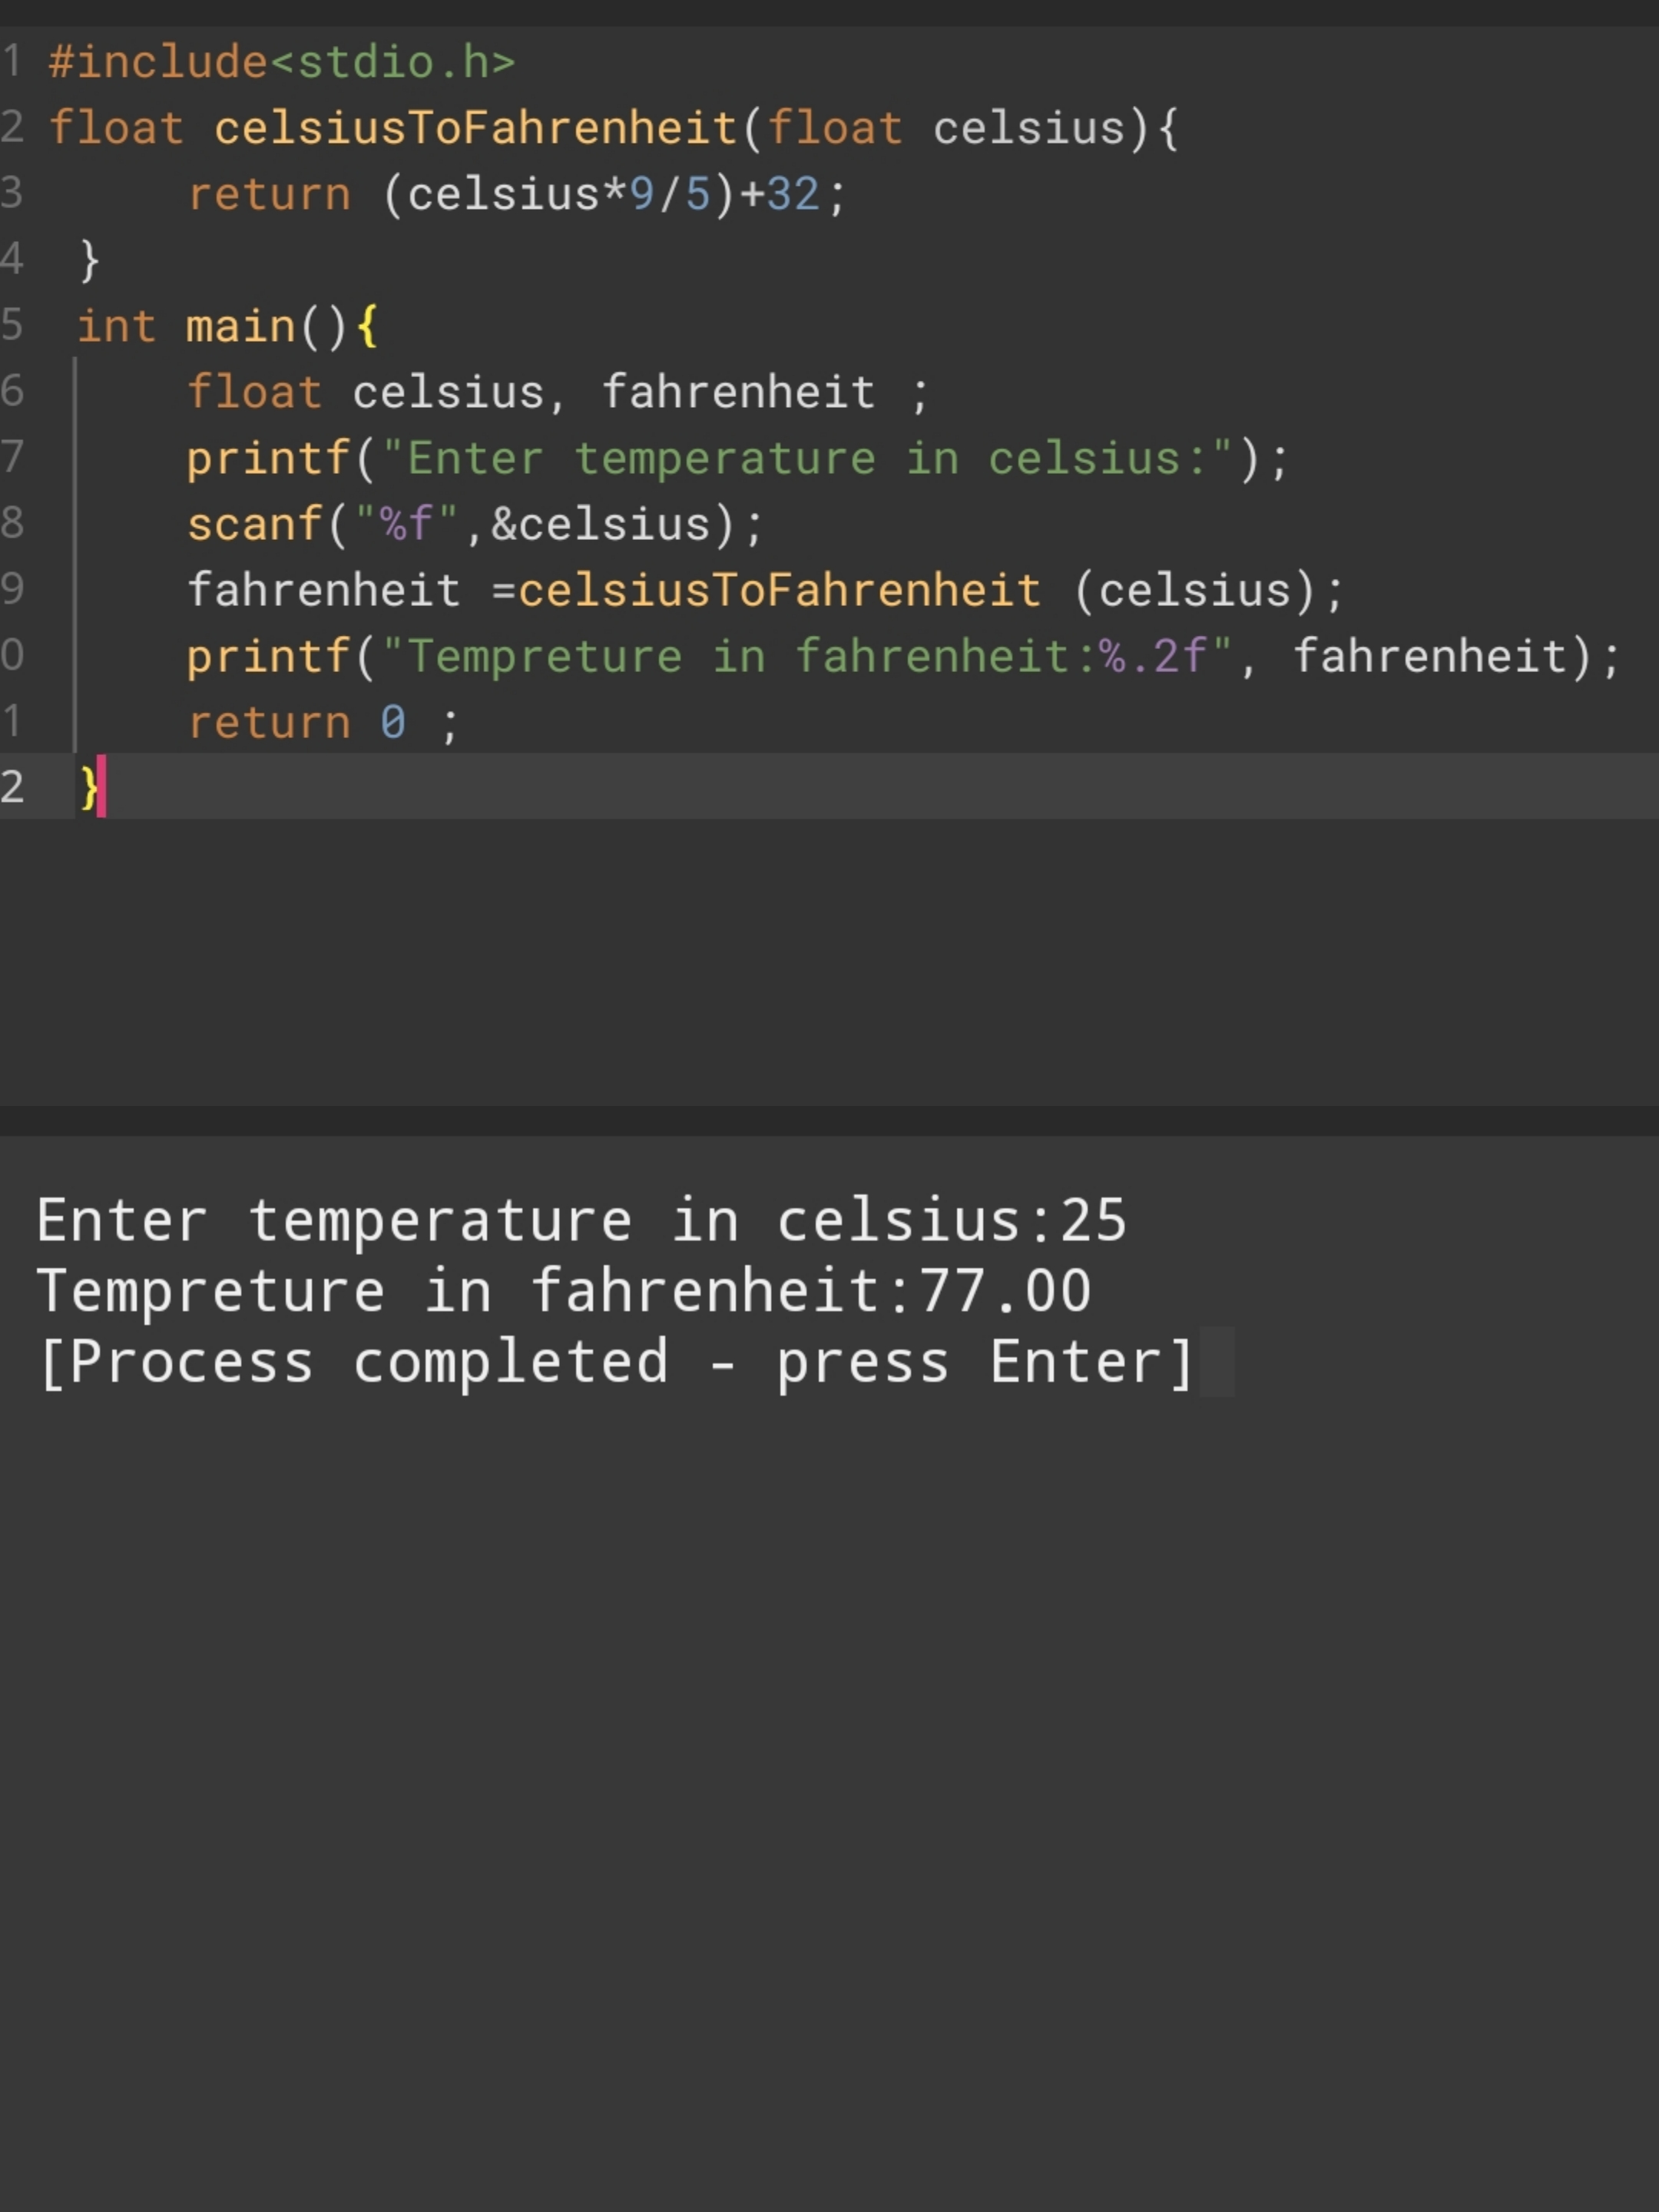 1 #include<stdio.h>
2 float celsiusToFahrenheit(float celsius){
3 return (celsius*9/5)+32;
4 }
5 int main(){
6 float celsius, fahrenheit ;
7 printf("Enter temperature in celsius:");
8 scanf("%f",&celsius);
9 fahrenheit =celsiusToFahrenheit (celsius);
0 printf("Tempreture in fahrenheit:%.2f", fahrenheit);
1 return 0 ;
2 }
Enter temperature in celsius:25
Tempreture in fahrenheit:77.00
[Process completed - press Enter]